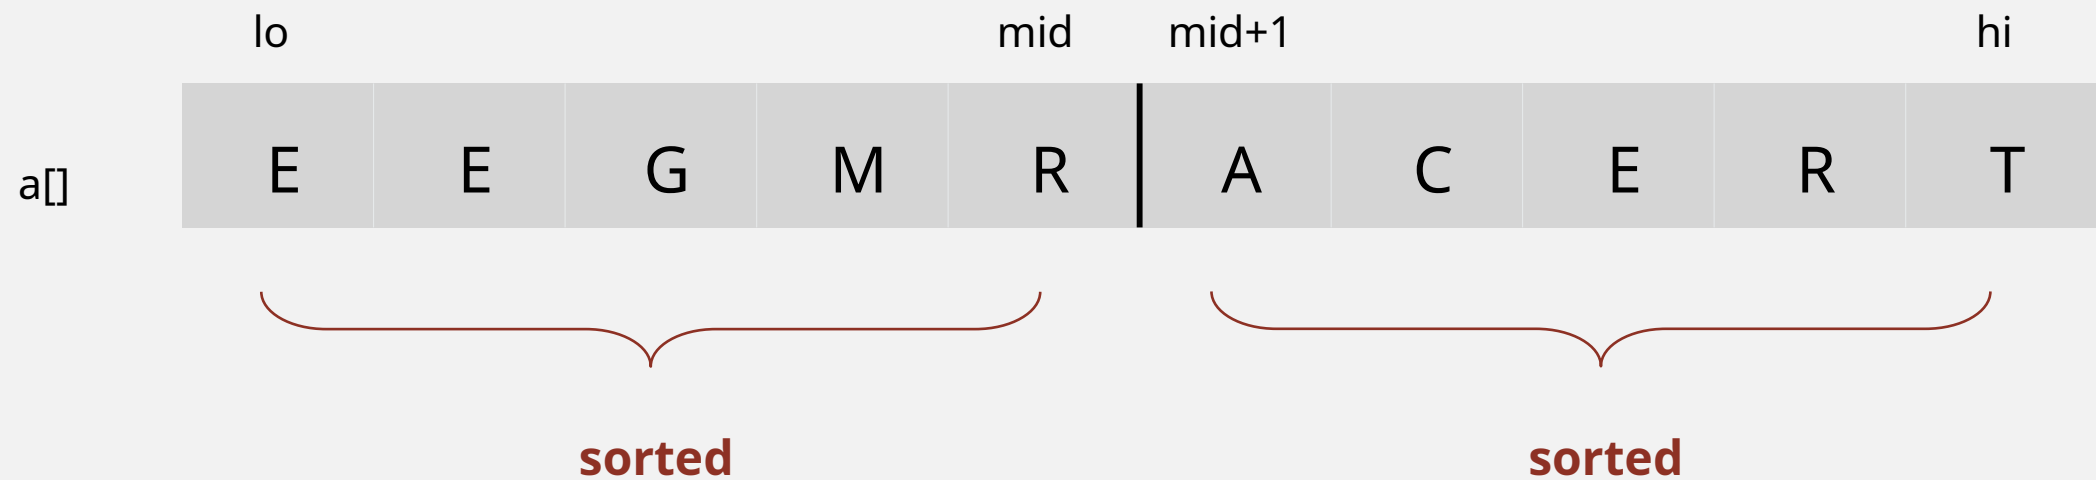 lo mid mid+1 hi
a[] E E G M R A C E R T
sorted sorted